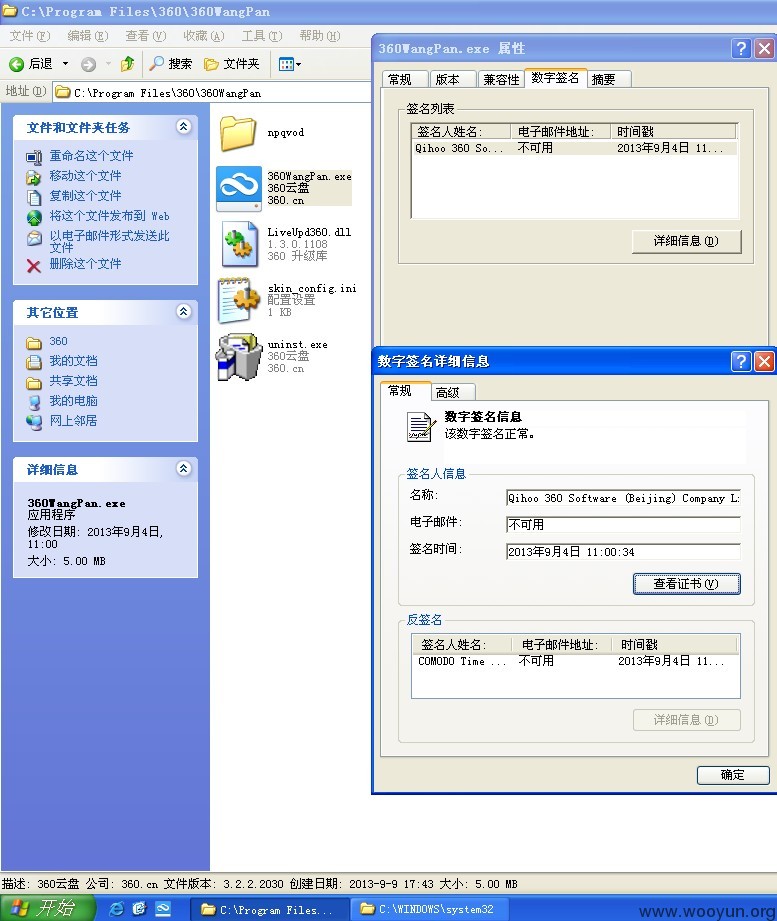 C:\Program Files\360\360WangPan
文件(F) 编辑(E) 查看(V) 收藏(A) 工具(T) 帮助(H)
后退 搜索 文件夹
地址(D) C:\Program Files\360\360WangPan
文件和文件夹任务
重命名这个文件
移动这个文件
复制这个文件
将这个文件发布到 Web
以电子邮件形式发送此
文件
删除这个文件
其它位置
360
我的文档
共享文档
我的电脑
网上邻居
详细信息
360WangPan.exe
应用程序
修改日期: 2013年9月4日,
11:00
大小: 5.00 MB
npqvod
360WangPan.exe
360云盘
360.cn
LiveUpd360.dll
1.3.0.1108
360 升级库
skin_config.ini
配置设置
1 KB
uninst.exe
360云盘
360.cn
360WangPan.exe 属性
常规 版本 兼容性 数字签名 摘要
签名列表
签名人姓名: 电子邮件地址: 时间戳
Qihoo 360 So... 不可用 2013年9月4日 11...
详细信息(D)
数字签名详细信息
常规 高级
数字签名信息
该数字签名正常。
签名人信息
名称: Qihoo 360 Software (Beijing) Company L
电子邮件: 不可用
签名时间: 2013年9月4日 11:00:34
查看证书(V)
反签名
签名人姓名: 电子邮件地址: 时间戳
COMODO Time ... 不可用 2013年9月4日 11...
详细信息(D)
确定
描述: 360云盘 公司: 360.cn 文件版本: 3.2.2.2030 创建日期: 2013-9-9 17:43 大小: 5.00 MB
开始 C:\Program Files... C:\WINDOWS\system32
www.wooyun.org